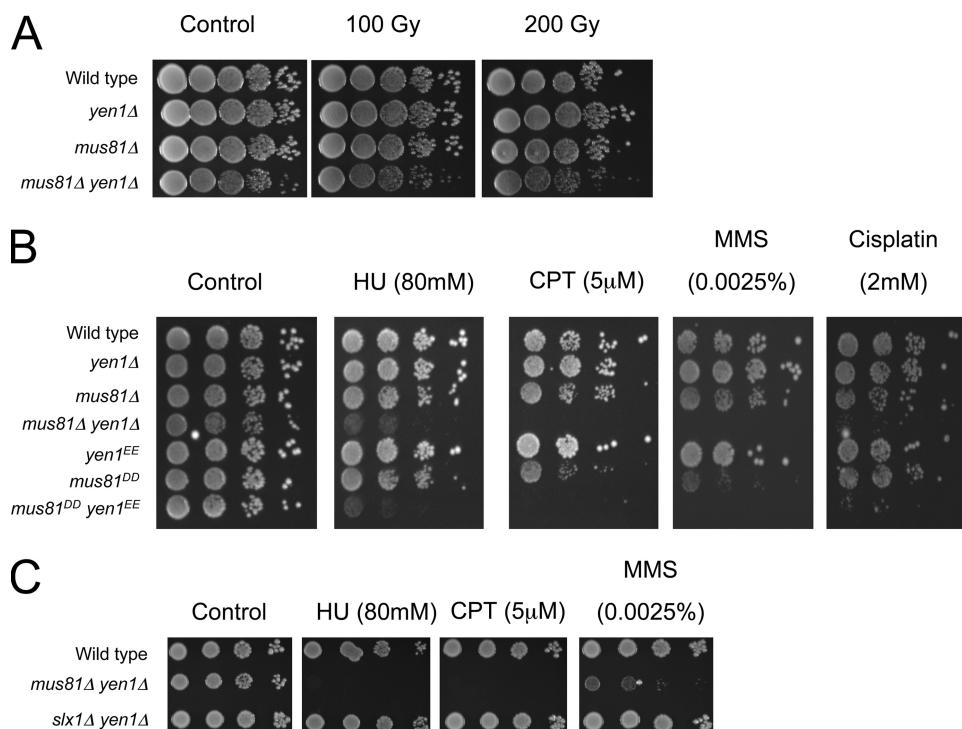 A
Control 100 Gy 200 Gy
Wild type
yen1Δ
mus81Δ
mus81Δ yen1Δ
B
MMS Cisplatin
Control HU (80mM) CPT (5μM) (0.0025%) (2mM)
Wild type
yen1Δ
mus81Δ
mus81Δ yen1Δ
yen1ᴱᴱ
mus81ᴰᴰ
mus81ᴰᴰ yen1ᴱᴱ
C
MMS
Control HU (80mM) CPT (5μM) (0.0025%)
Wild type
mus81Δ yen1Δ
slx1Δ yen1Δ